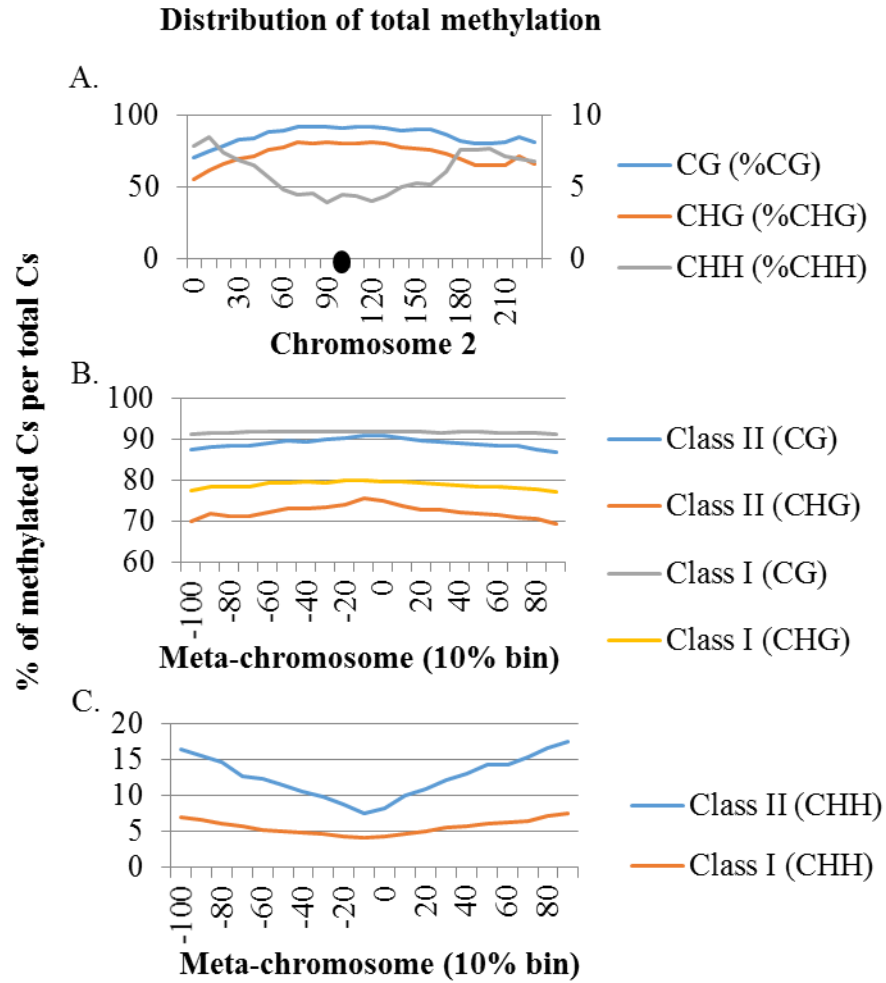 Distribution of total methylation
% of methylated Cs per total Cs
A.
100
50
0
10
5
0
0
30
60
90
120
150
180
210
Chromosome 2
CG (%CG)
CHG (%CHG)
CHH (%CHH)
B.
100
90
80
70
60
-100
-80
-60
-40
-20
0
20
40
60
80
Meta-chromosome (10% bin)
Class II (CG)
Class II (CHG)
Class I (CG)
Class I (CHG)
C.
20
15
10
5
0
-100
-80
-60
-40
-20
0
20
40
60
80
Meta-chromosome (10% bin)
Class II (CHH)
Class I (CHH)